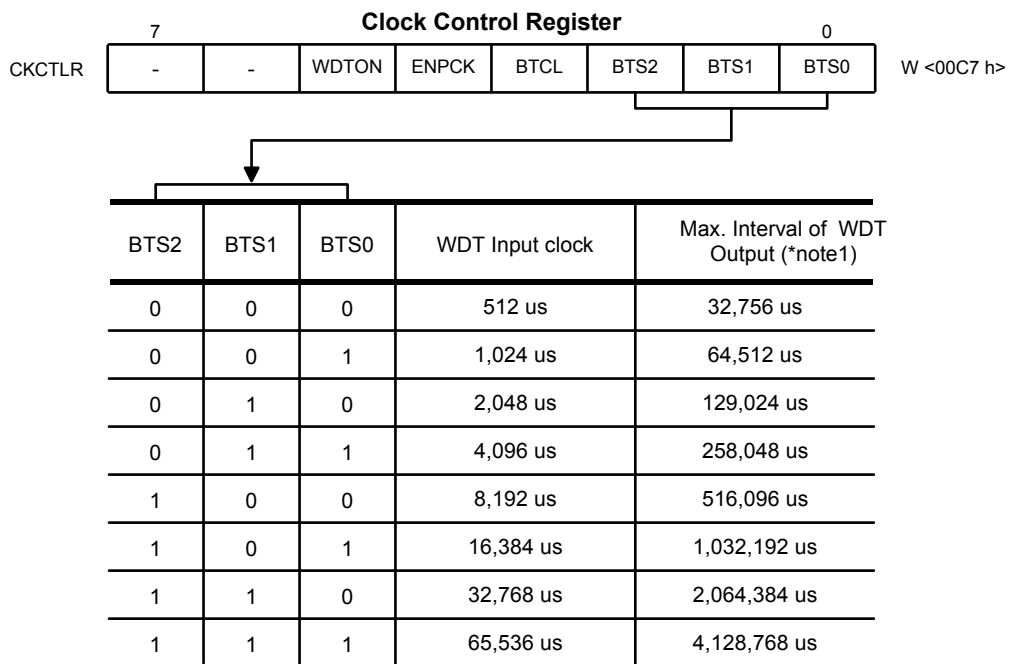 Clock Control Register
7 0
CKCTLR - - WDTON ENPCK BTCL BTS2 BTS1 BTS0 W <00C7 h>
BTS2 BTS1 BTS0 WDT Input clock Max. Interval of WDT
Output (*note1)
0 0 0 512 us 32,756 us
0 0 1 1,024 us 64,512 us
0 1 0 2,048 us 129,024 us
0 1 1 4,096 us 258,048 us
1 0 0 8,192 us 516,096 us
1 0 1 16,384 us 1,032,192 us
1 1 0 32,768 us 2,064,384 us
1 1 1 65,536 us 4,128,768 us